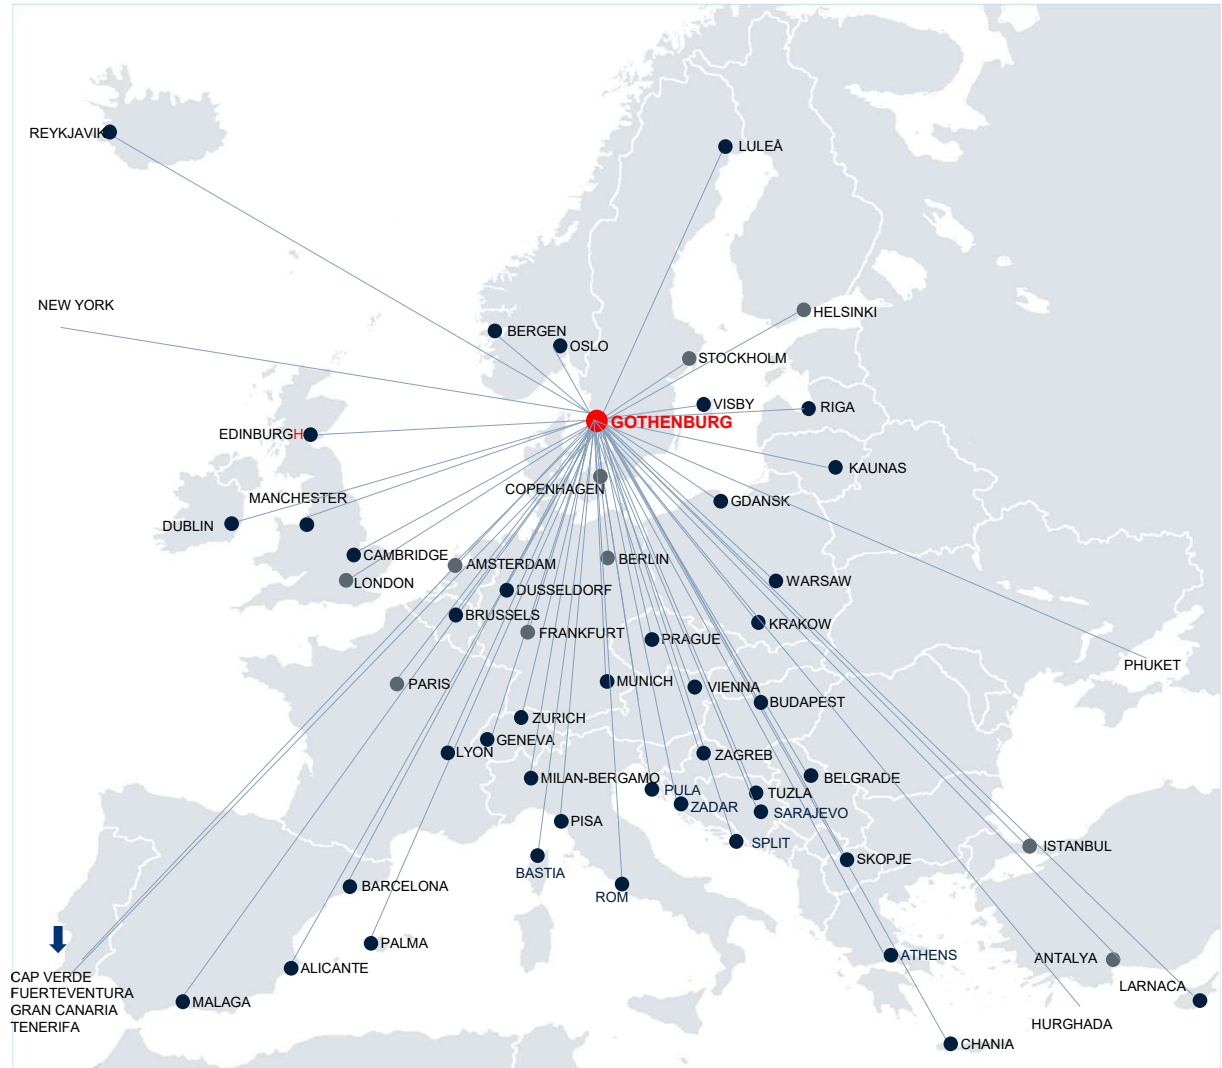 REYKJAVIK
LULEÅ
NEW YORK
HELSINKI
BERGEN
OSLO
STOCKHOLM
VISBY
RIGA
GOTHENBURG
EDINBURGH
KAUNAS
COPENHAGEN
MANCHESTER
GDANSK
DUBLIN
CAMBRIDGE
AMSTERDAM
BERLIN
LONDON
DUSSELDORF
WARSAW
BRUSSELS
KRAKOW
FRANKFURT
PRAGUE
PHUKET
PARIS
MUNICH
VIENNA
BUDAPEST
ZURICH
GENEVA
LYON
ZAGREB
MILAN-BERGAMO
BELGRADE
PULA
TUZLA
ZADAR
SARAJEVO
PISA
SPLIT
ISTANBUL
SKOPJE
BASTIA
BARCELONA
ROM
PALMA
ATHENS
ANTALYA
ALICANTE
CAP VERDE
FUERTEVENTURA
GRAN CANARIA
TENERIFA
MALAGA
LARNACA
HURGHADA
CHANIA